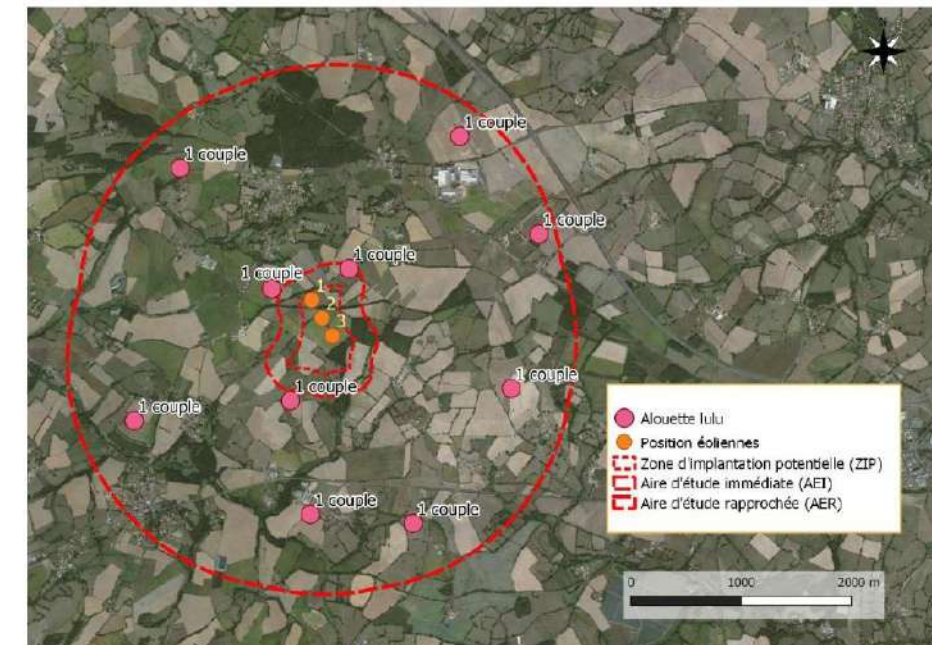 1 couple
1 couple
1 couple
1 couple
1 couple
1
2
3
1 couple
1 couple
1 couple
1 couple
1 couple
Alouette lulu
Position éoliennes
Zone d'implantation potentielle (ZIP)
Aire d'étude immédiate (AEI)
Aire d'étude rapprochée (AER)
0 1000 2000 m